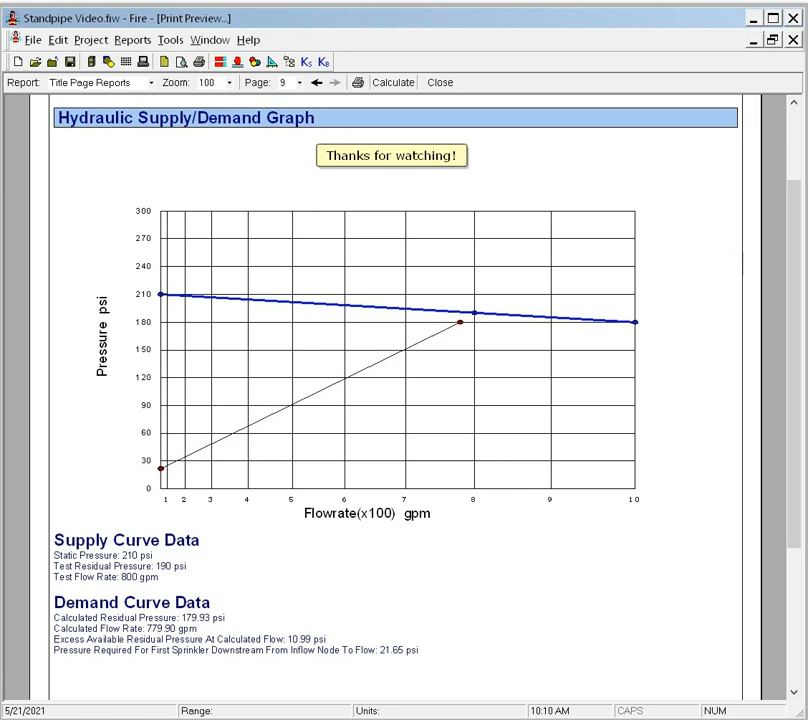 Standpipe Video.fiw - Fire - [Print Preview...]
File Edit Project Reports Tools Window Help
Ks KB
Report: Title Page Reports Zoom: 100 Page: 9 Calculate Close
Hydraulic Supply/Demand Graph
Thanks for watching!
300
270
240
210
180
150
120
90
60
30
0
Pressure psi
1 2 3 4 5 6 7 8 9 10
Flowrate(x100) gpm
Supply Curve Data
Static Pressure: 210 psi
Test Residual Pressure: 190 psi
Test Flow Rate: 800 gpm
Demand Curve Data
Calculated Residual Pressure: 179.93 psi
Calculated Flow Rate: 779.90 gpm
Excess Available Residual Pressure At Calculated Flow: 10.99 psi
Pressure Required For First Sprinkler Downstream From Inflow Node To Flow: 21.65 psi
5/21/2021 Range: Units: 10:10 AM CAPS NUM